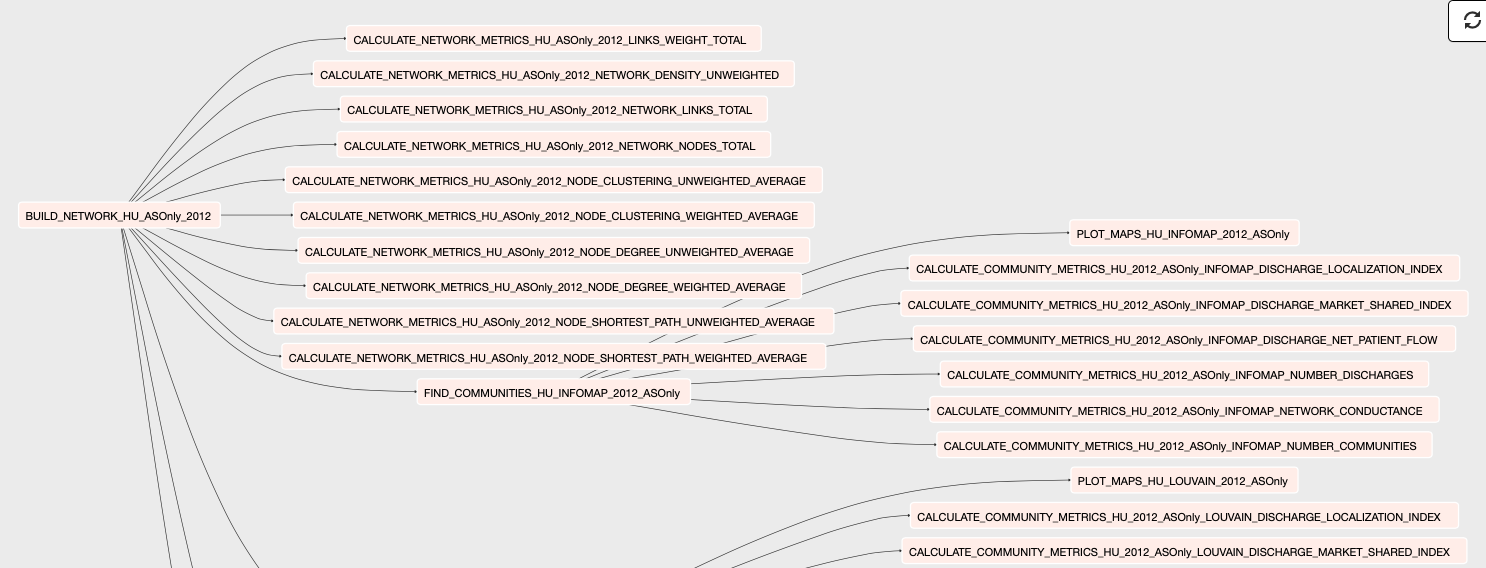 CALCULATE_NETWORK_METRICS_HU_ASOnly_2012_LINKS_WEIGHT_TOTAL
CALCULATE_NETWORK_METRICS_HU_ASOnly_2012_NETWORK_DENSITY_UNWEIGHTED
CALCULATE_NETWORK_METRICS_HU_ASOnly_2012_NETWORK_LINKS_TOTAL
CALCULATE_NETWORK_METRICS_HU_ASOnly_2012_NETWORK_NODES_TOTAL
CALCULATE_NETWORK_METRICS_HU_ASOnly_2012_NODE_CLUSTERING_UNWEIGHTED_AVERAGE
BUILD_NETWORK_HU_ASOnly_2012
CALCULATE_NETWORK_METRICS_HU_ASOnly_2012_NODE_CLUSTERING_WEIGHTED_AVERAGE
CALCULATE_NETWORK_METRICS_HU_ASOnly_2012_NODE_DEGREE_UNWEIGHTED_AVERAGE
CALCULATE_NETWORK_METRICS_HU_ASOnly_2012_NODE_DEGREE_WEIGHTED_AVERAGE
CALCULATE_NETWORK_METRICS_HU_ASOnly_2012_NODE_SHORTEST_PATH_UNWEIGHTED_AVERAGE
CALCULATE_NETWORK_METRICS_HU_ASOnly_2012_NODE_SHORTEST_PATH_WEIGHTED_AVERAGE
FIND_COMMUNITIES_HU_INFOMAP_2012_ASOnly
PLOT_MAPS_HU_INFOMAP_2012_ASOnly
CALCULATE_COMMUNITY_METRICS_HU_2012_ASOnly_INFOMAP_DISCHARGE_LOCALIZATION_INDEX
CALCULATE_COMMUNITY_METRICS_HU_2012_ASOnly_INFOMAP_DISCHARGE_MARKET_SHARED_INDEX
CALCULATE_COMMUNITY_METRICS_HU_2012_ASOnly_INFOMAP_DISCHARGE_NET_PATIENT_FLOW
CALCULATE_COMMUNITY_METRICS_HU_2012_ASOnly_INFOMAP_NUMBER_DISCHARGES
CALCULATE_COMMUNITY_METRICS_HU_2012_ASOnly_INFOMAP_NETWORK_CONDUCTANCE
CALCULATE_COMMUNITY_METRICS_HU_2012_ASOnly_INFOMAP_NUMBER_COMMUNITIES
PLOT_MAPS_HU_LOUVAIN_2012_ASOnly
CALCULATE_COMMUNITY_METRICS_HU_2012_ASOnly_LOUVAIN_DISCHARGE_LOCALIZATION_INDEX
CALCULATE_COMMUNITY_METRICS_HU_2012_ASOnly_LOUVAIN_DISCHARGE_MARKET_SHARED_INDEX